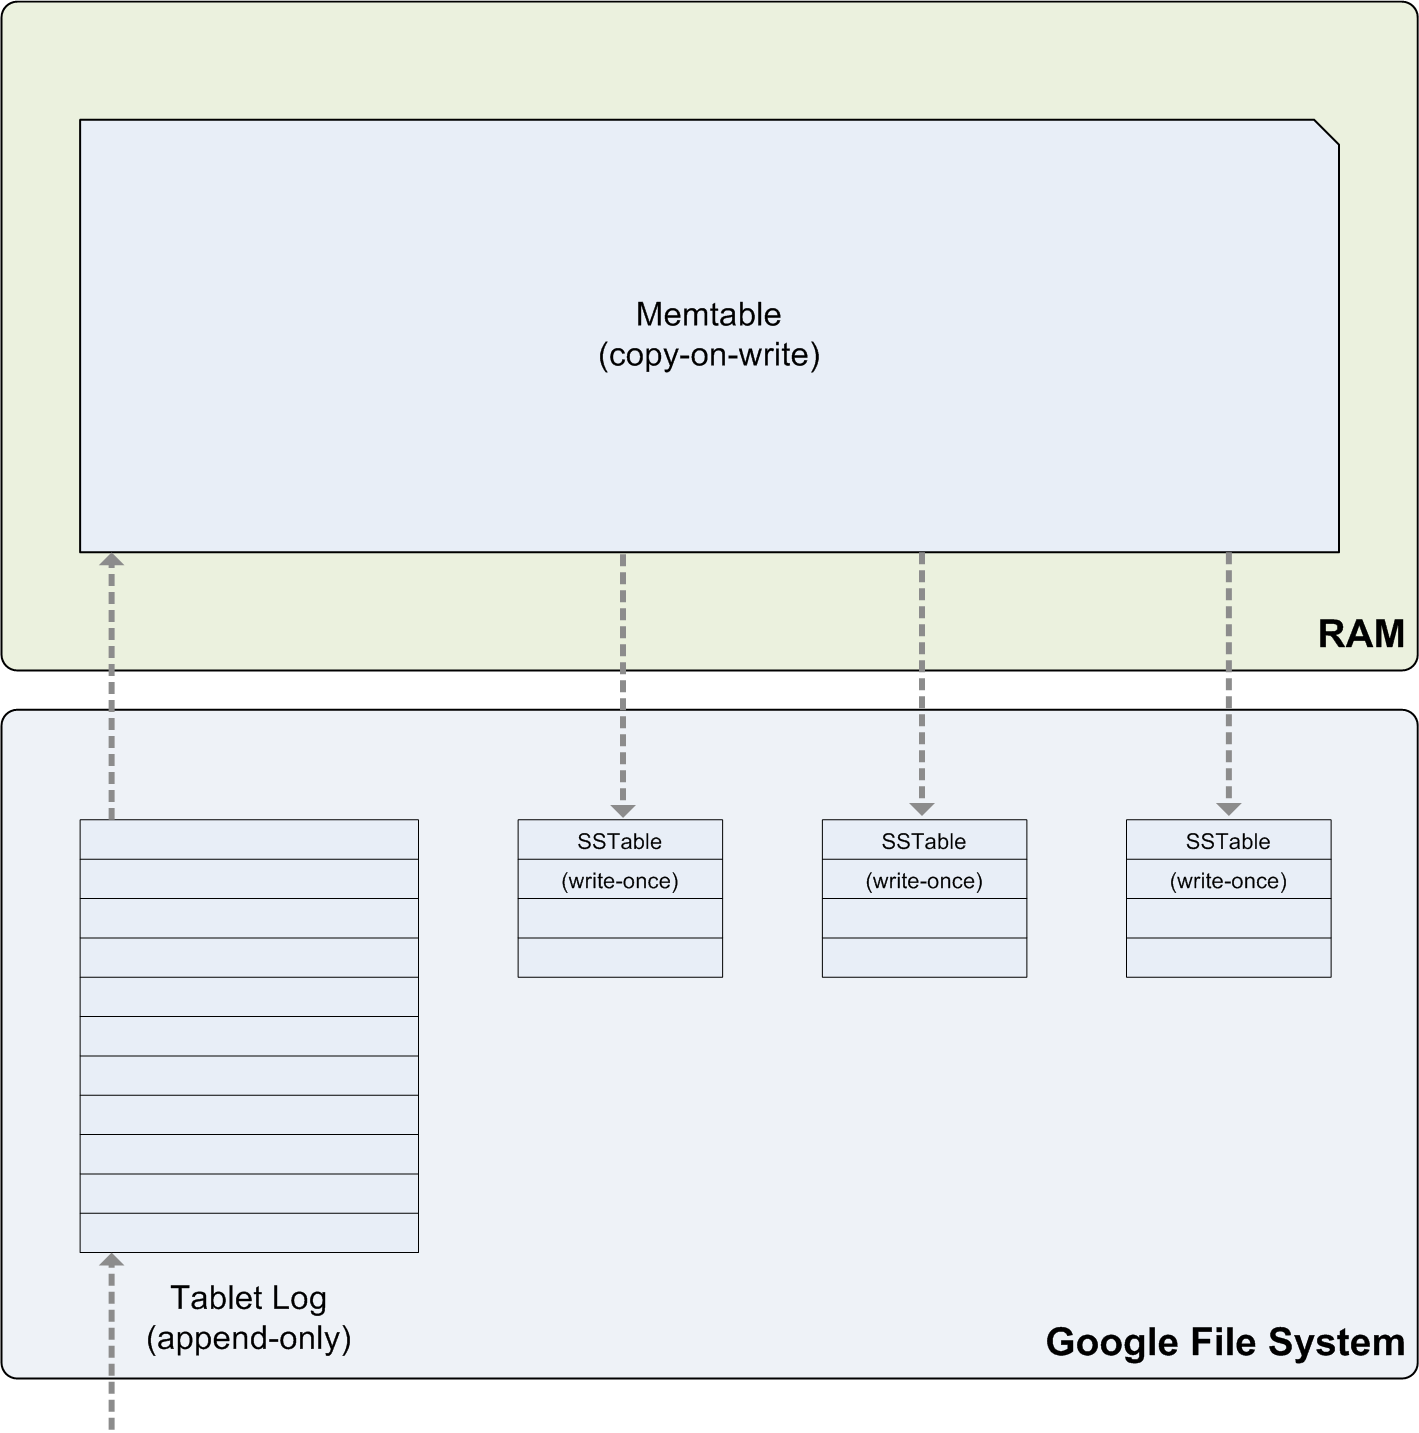 Memtable
(copy-on-write)
RAM
SSTable
(write-once)
SSTable
(write-once)
SSTable
(write-once)
Tablet Log
(append-only)
Google File System